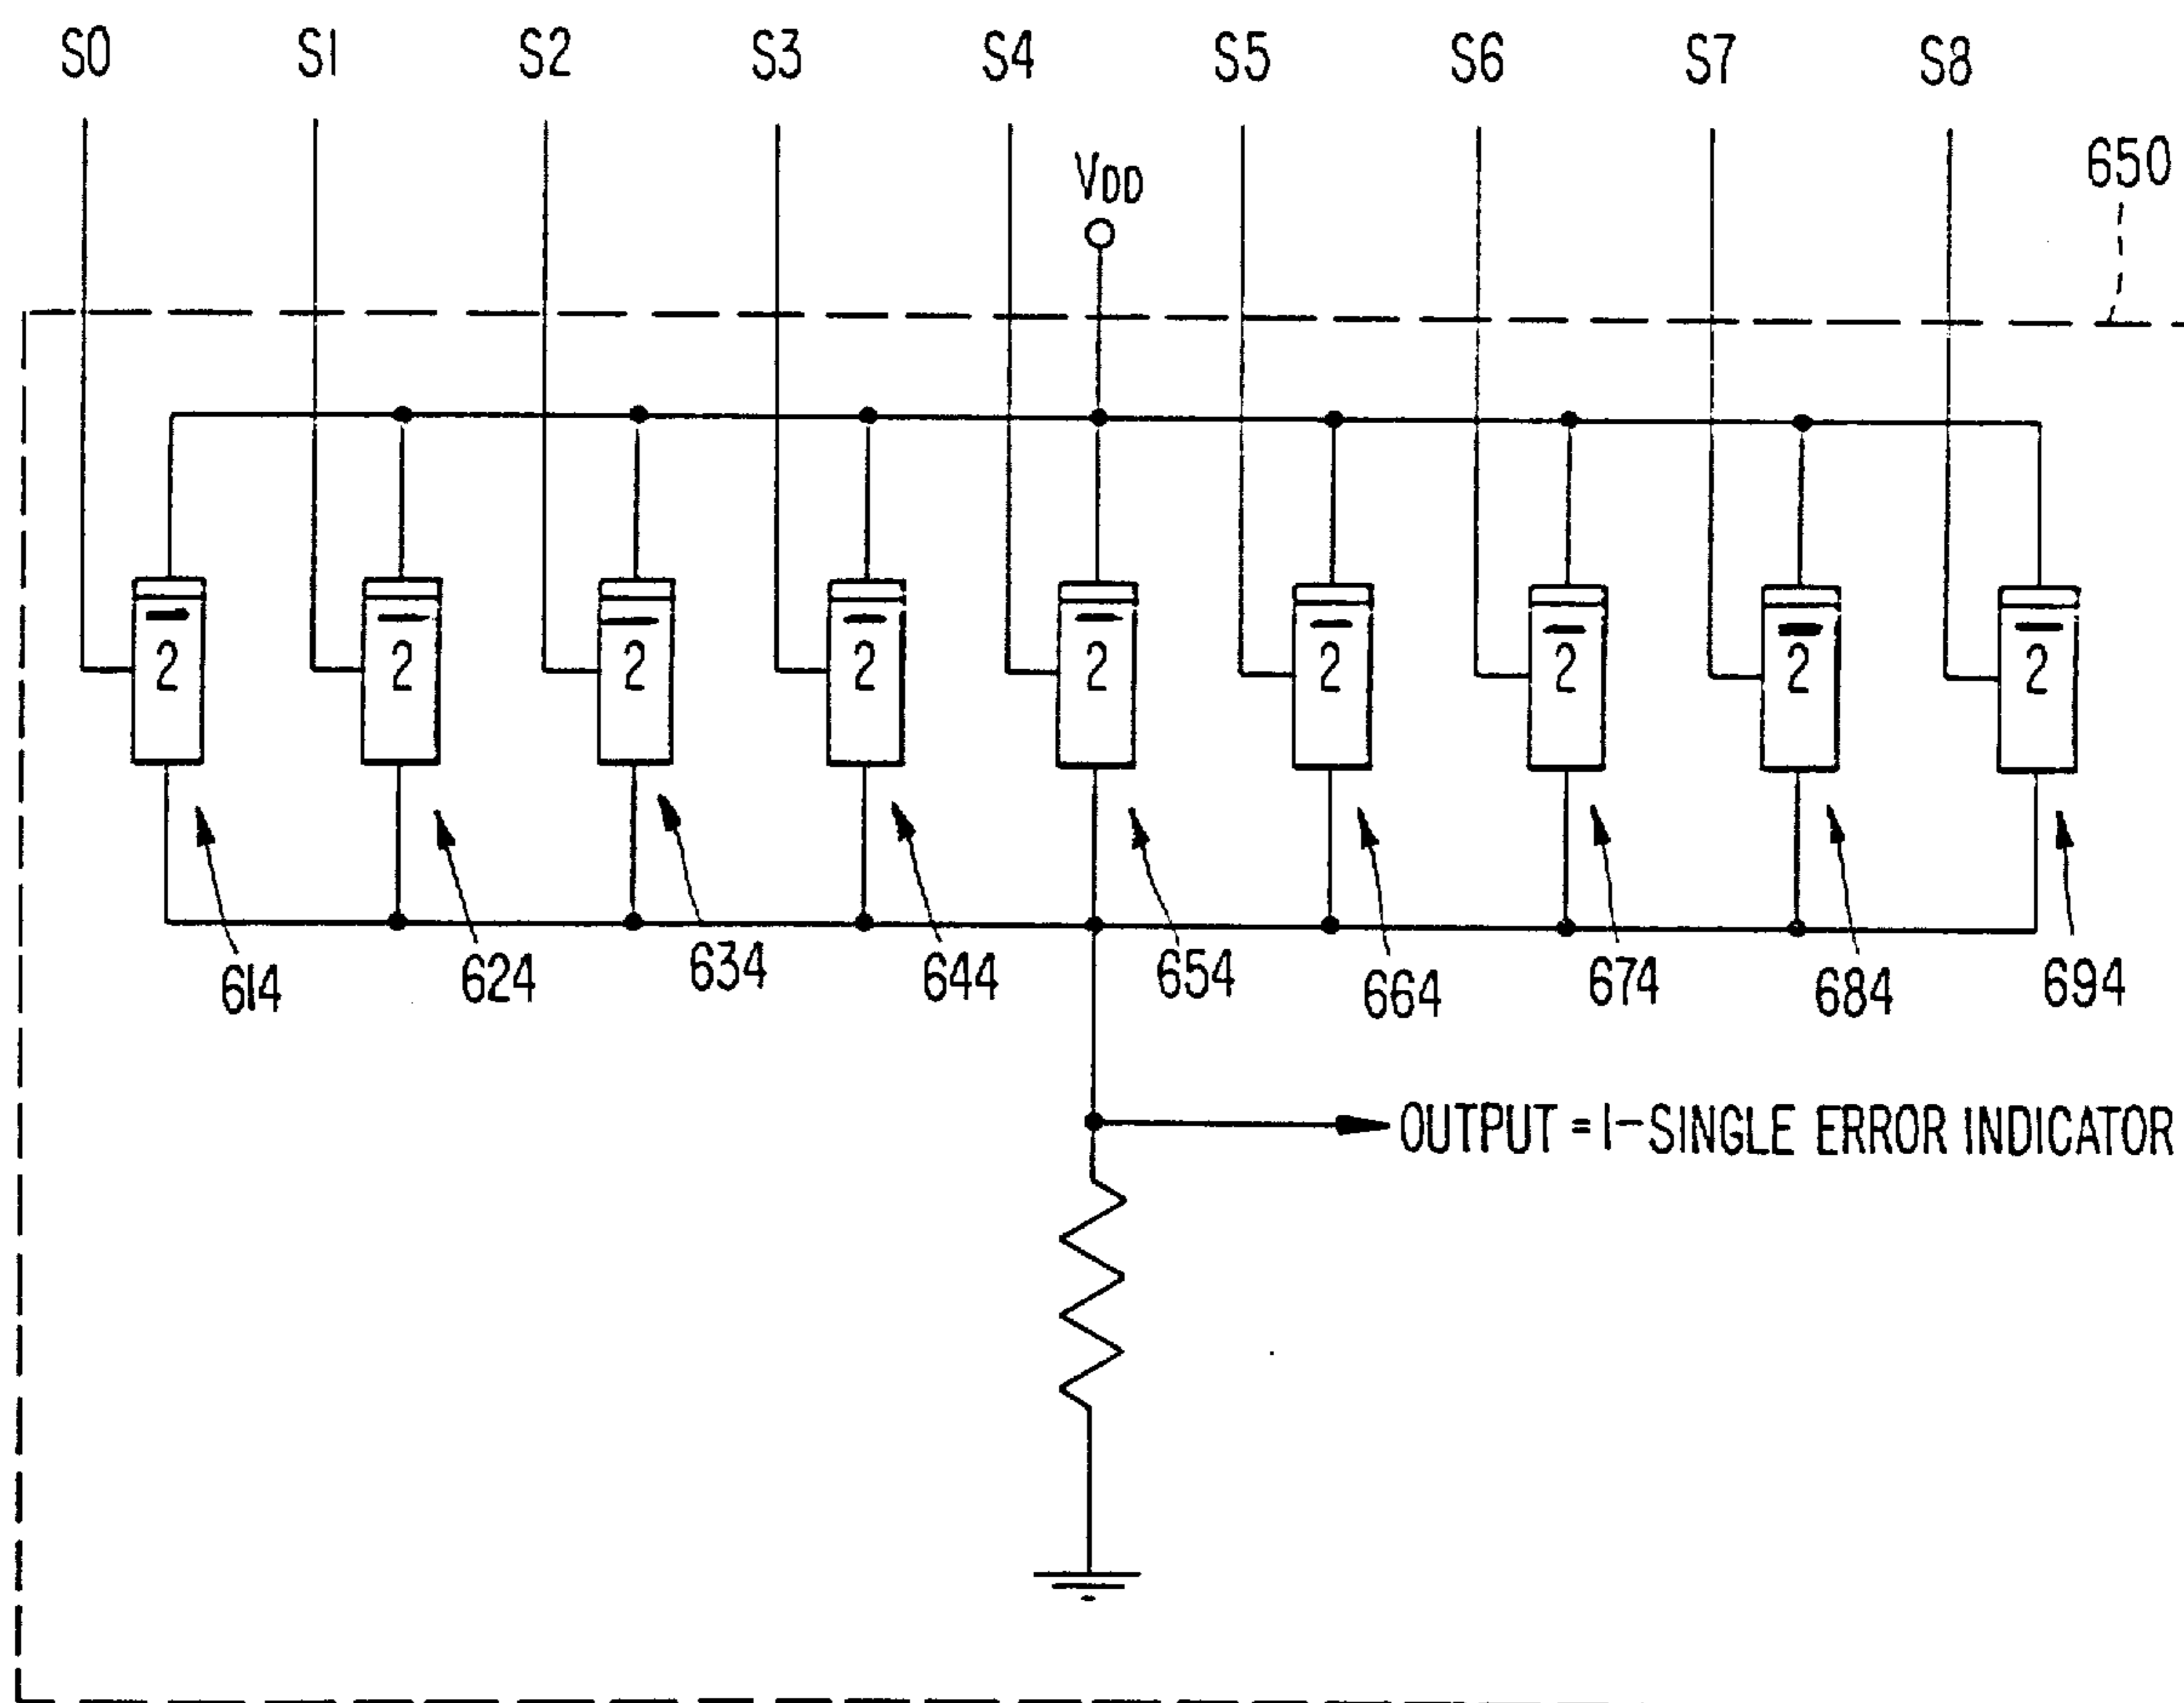 S0 S1 S2 S3 S4 S5 S6 S7 S8
650
VDD
2 2 2 2 2 2 2 2 2
614 624 634 644 654 664 674 684 694
OUTPUT = 1-SINGLE ERROR INDICATOR